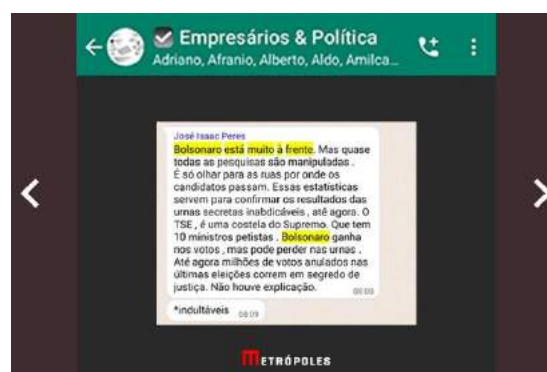 Empresários & Política
Adriano, Afranio, Alberto, Aldo, Amilca...
José Isaac Peres
Bolsonaro está muito à frente. Mas quase
todas as pesquisas são manipuladas .
É só olhar para as ruas por onde os
candidatos passam. Essas estatísticas
servem para confirmar os resultados das
urnas secretas inabdicáveis , até agora. O
TSE , é uma costela do Supremo. Que tem
10 ministros petistas . Bolsonaro ganha
nos votos , mas pode perder nas urnas .
Até agora milhões de votos anulados nas
últimas eleições correm em segredo de
justiça. Não houve explicação.
*indultáveis 08:09
METRÓPOLES